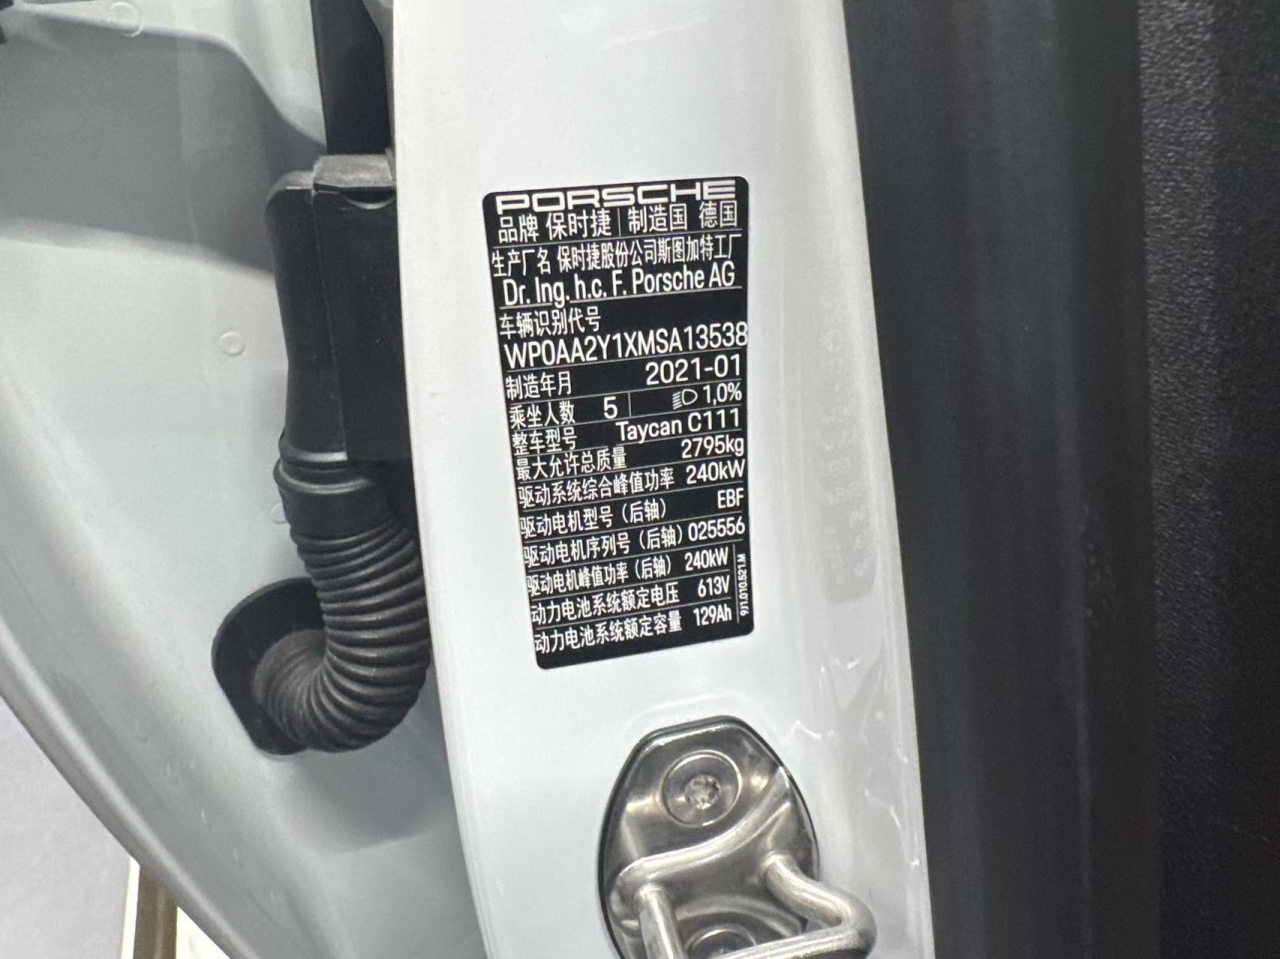 PORSCHE
品牌 保时捷 制造国 德国
生产厂名 保时捷股份公司斯图加特工厂
Dr. Ing. h.c. F. Porsche AG
车辆识别代号
WP0AA2Y1XMSA13538
制造年月 2021-01
乘坐人数 5 1,0%
整车型号 Taycan C111
最大允许总质量 2795kg
驱动系统综合峰值功率 240kW
驱动电机型号（后轴） EBF
驱动电机序列号（后轴）025556
驱动电机峰值功率（后轴） 240kW
动力电池系统额定电压 613V
动力电池系统额定容量 129Ah
9J1.010.521.M